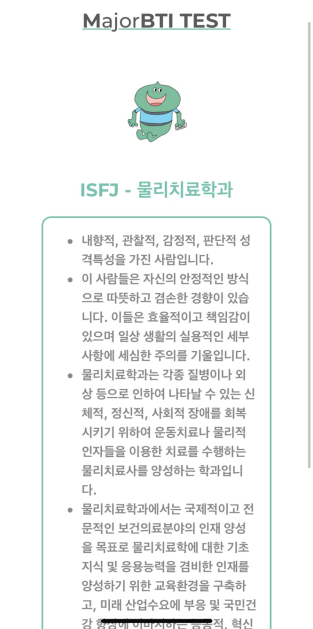 MajorBTI TEST
ISFJ - 물리치료학과
● 내향적, 관찰적, 감정적, 판단적 성
격특성을 가진 사람입니다.
● 이 사람들은 자신의 안정적인 방식
으로 따뜻하고 겸손한 경향이 있습
니다. 이들은 효율적이고 책임감이
있으며 일상 생활의 실용적인 세부
사항에 세심한 주의를 기울입니다.
● 물리치료학과는 각종 질병이나 외
상 등으로 인하여 나타날 수 있는 신
체적, 정신적, 사회적 장애를 회복
시키기 위하여 운동치료나 물리적
인자들을 이용한 치료를 수행하는
물리치료사를 양성하는 학과입니
다.
● 물리치료학과에서는 국제적이고 전
문적인 보건의료분야의 인재 양성
을 목표로 물리치료학에 대한 기초
지식 및 응용능력을 겸비한 인재를
양성하기 위한 교육환경을 구축하
고, 미래 산업수요에 부응 및 국민건
강 향상에 이바지하는 혁신